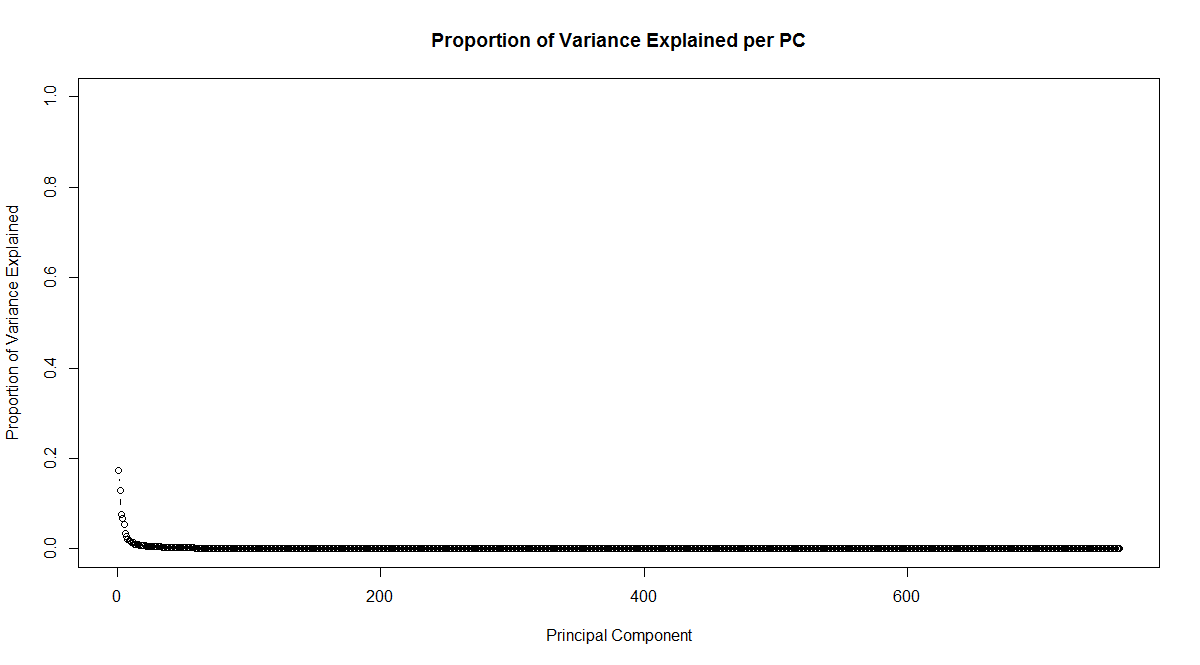 Proportion of Variance Explained per PC
Proportion of Variance Explained
1.0
0.8
0.6
0.4
0.2
0.0
0 200 400 600
Principal Component